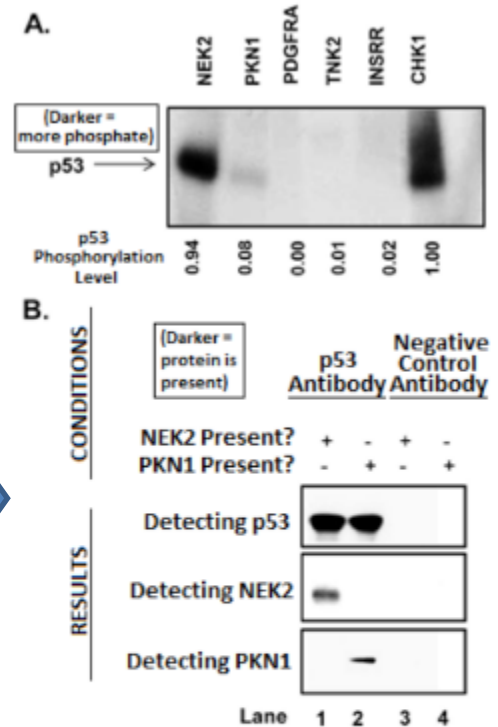 A.
NEK2 PKN1 PDGFRA TNK2 INSRR CHK1
(Darker =
more phosphate)
p53
p53
Phosphorylation
Level
0.94 0.08 0.00 0.01 0.02 1.00
B.
CONDITIONS
(Darker =
protein is
present)
p53
Antibody
Negative
Control
Antibody
NEK2 Present? + - + -
PKN1 Present? - + - +
RESULTS
Detecting p53
Detecting NEK2
Detecting PKN1
Lane 1 2 3 4